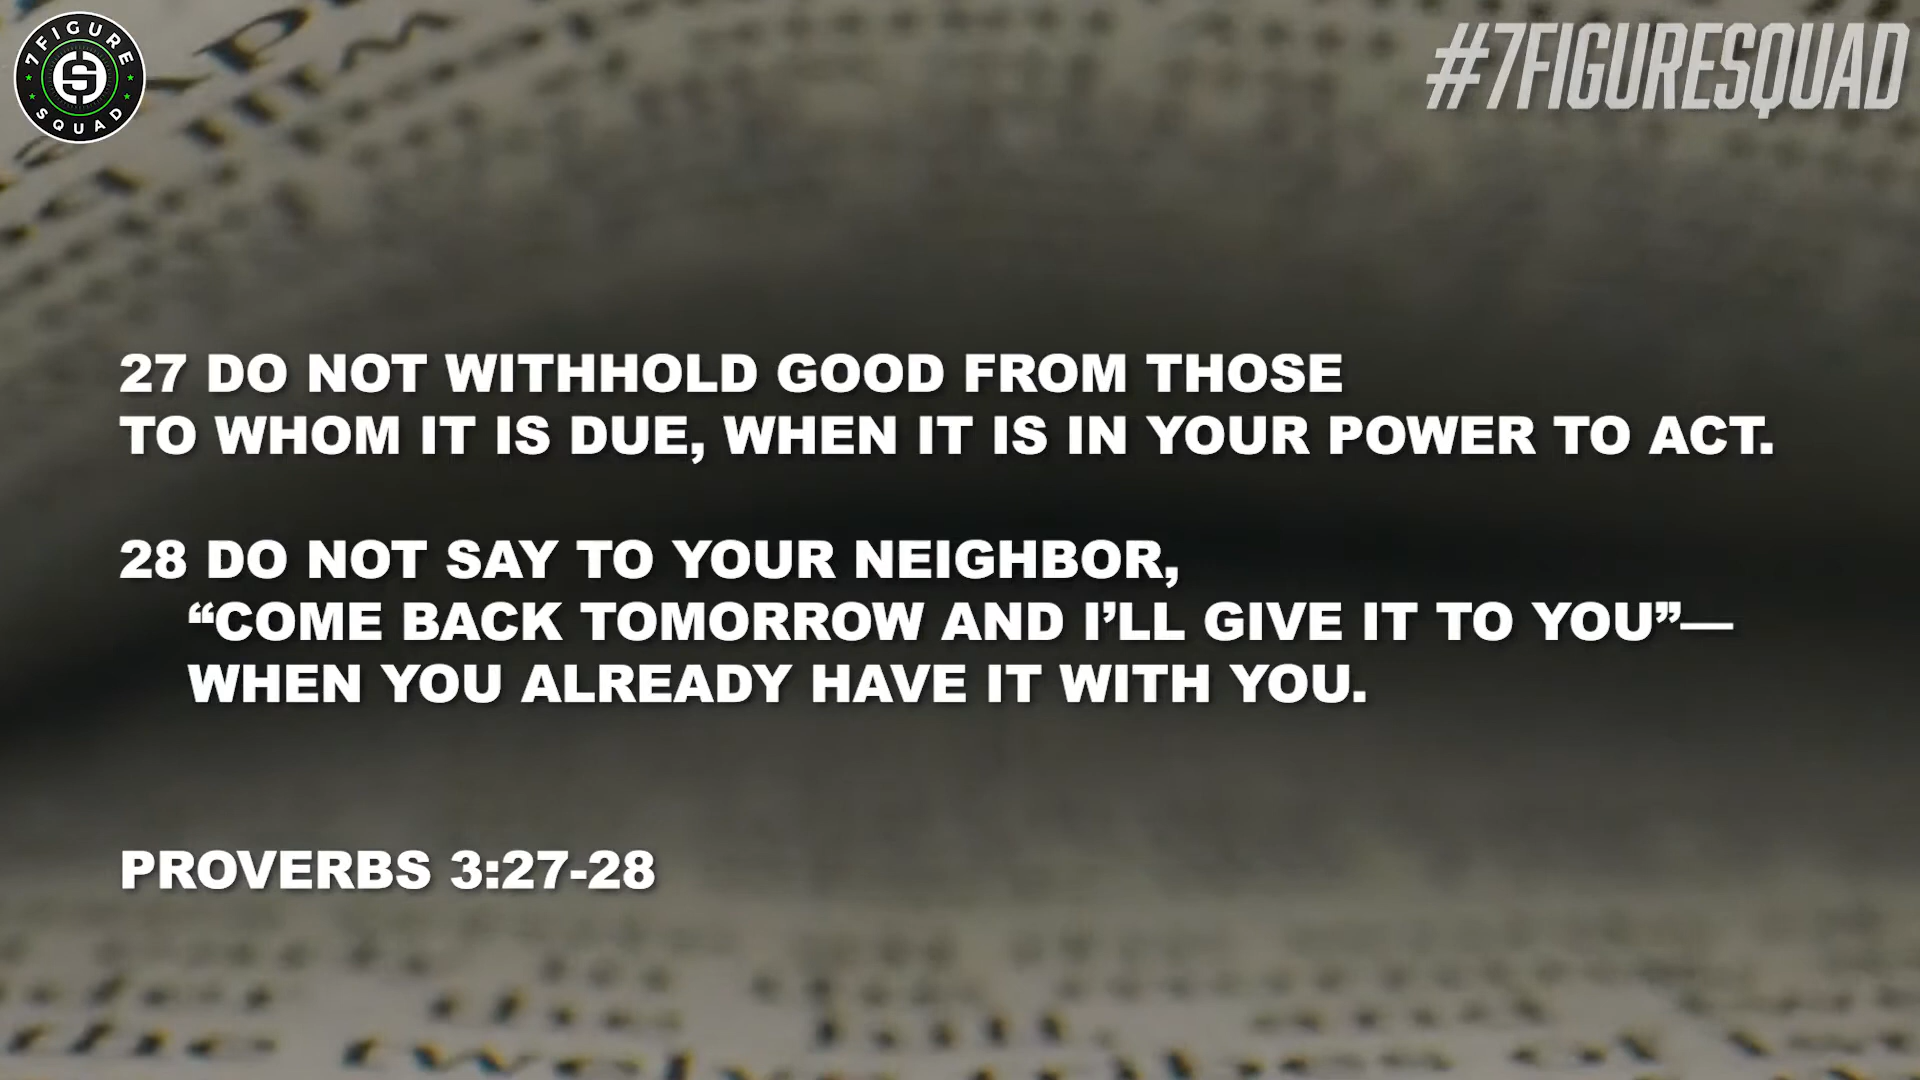 7FIGURE
SQUAD
#7FIGURESQUAD
27 DO NOT WITHHOLD GOOD FROM THOSE
TO WHOM IT IS DUE, WHEN IT IS IN YOUR POWER TO ACT.
28 DO NOT SAY TO YOUR NEIGHBOR,
“COME BACK TOMORROW AND I’LL GIVE IT TO YOU”—
WHEN YOU ALREADY HAVE IT WITH YOU.
PROVERBS 3:27-28